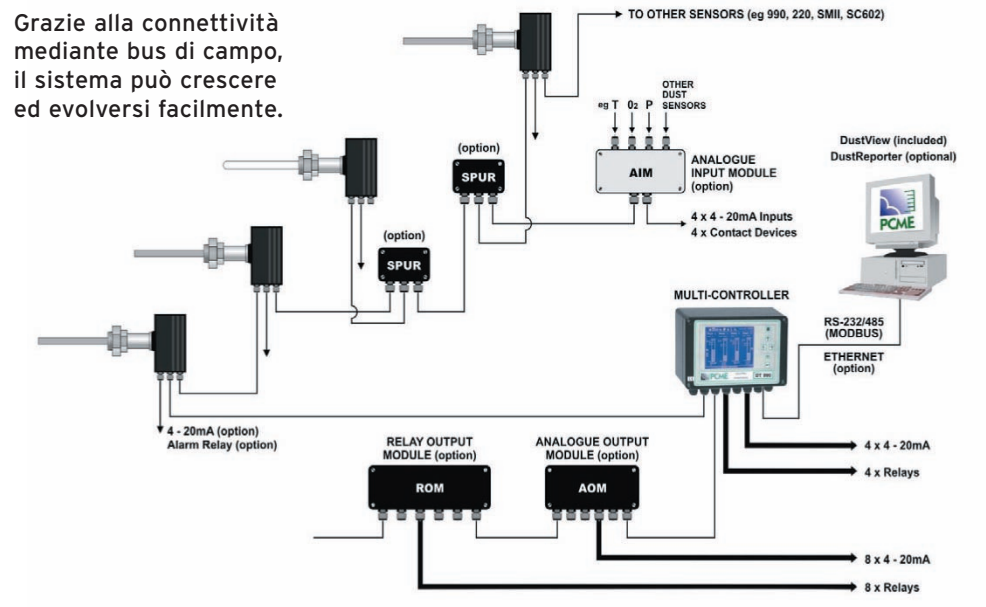 Grazie alla connettività
mediante bus di campo,
il sistema può crescere
ed evolversi facilmente.
TO OTHER SENSORS (eg 990, 220, SMII, SC602)
eg T 02 P
OTHER
DUST
SENSORS
(option)
SPUR
AIM
ANALOGUE
INPUT MODULE
(option)
4 x 4 - 20mA Inputs
4 x Contact Devices
DustView (included)
DustReporter (optional)
PCME
(option)
SPUR
MULTI-CONTROLLER
PCME
DT 990
RS-232/485
(MODBUS)
ETHERNET
(option)
4 - 20mA (option)
Alarm Relay (option)
RELAY OUTPUT
MODULE (option)
ROM
ANALOGUE OUTPUT
MODULE (option)
AOM
4 x 4 - 20mA
4 x Relays
8 x 4 - 20mA
8 x Relays